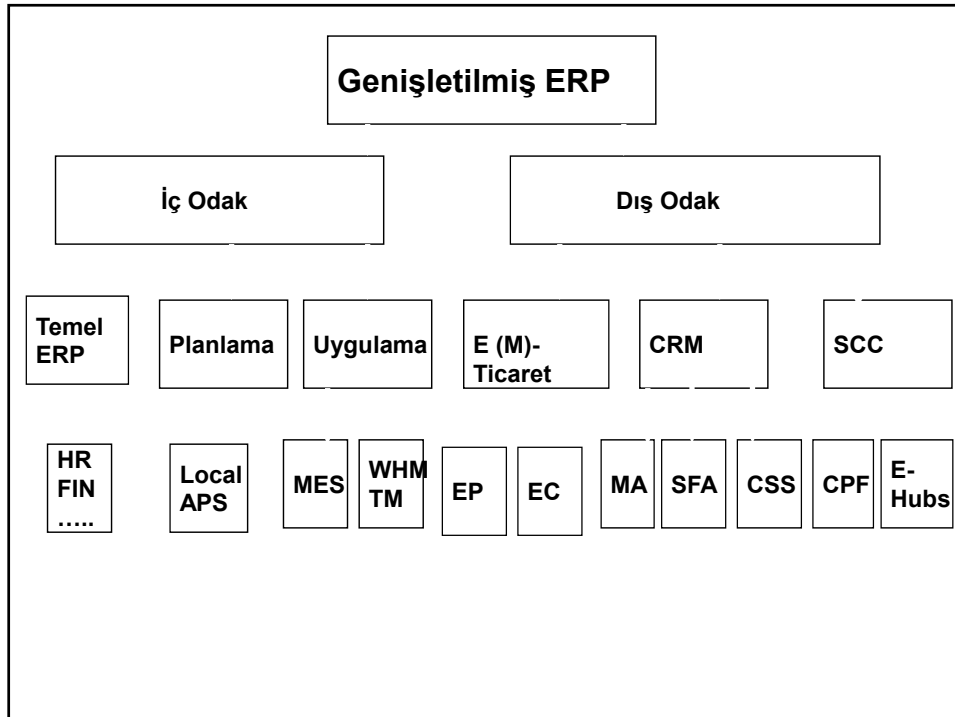 Genişletilmiş ERP
İç Odak
Dış Odak
Temel
ERP
Planlama
Uygulama
E (M)-
Ticaret
CRM
SCC
HR
FIN
…..
Local
APS
MES
WHM
TM
EP
EC
MA
SFA
CSS
CPF
E-
Hubs